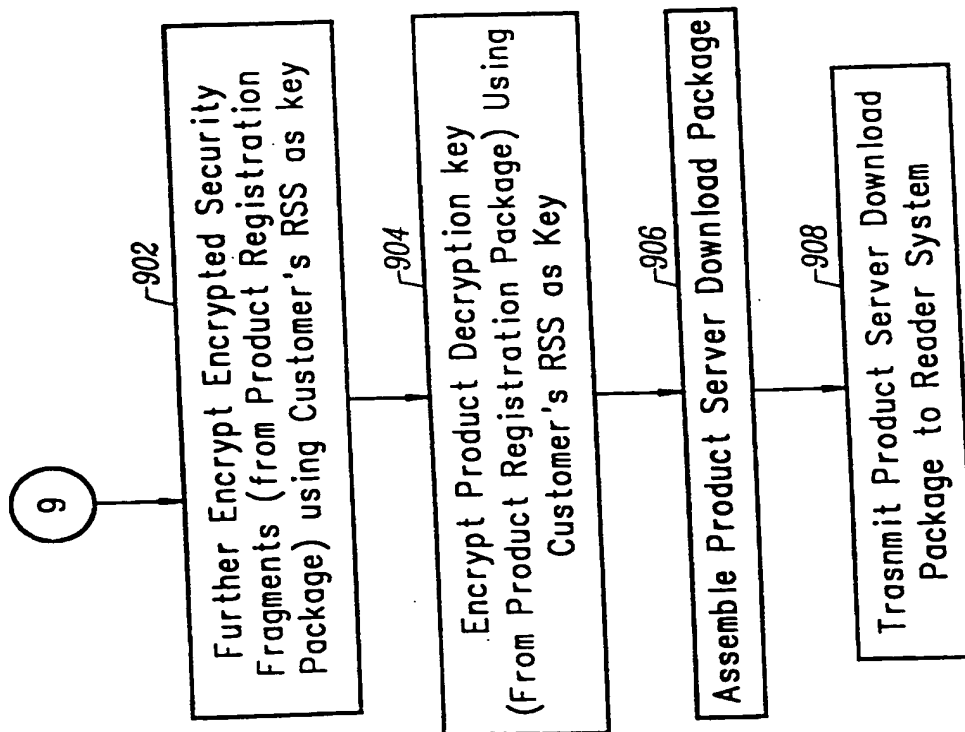 9
902
Further Encrypt Encrypted Security
Fragments (from Product Registration
Package) using Customer's RSS as key
904
Encrypt Product Decryption key
(From Product Registration Package) Using
Customer's RSS as Key
906
Assemble Product Server Download Package
908
Trasnmit Product Server Download
Package to Reader System